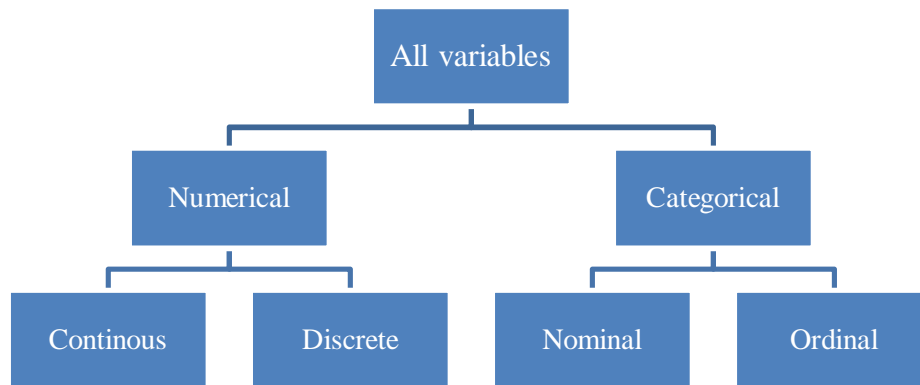 All variables
Numerical
Categorical
Continous
Discrete
Nominal
Ordinal